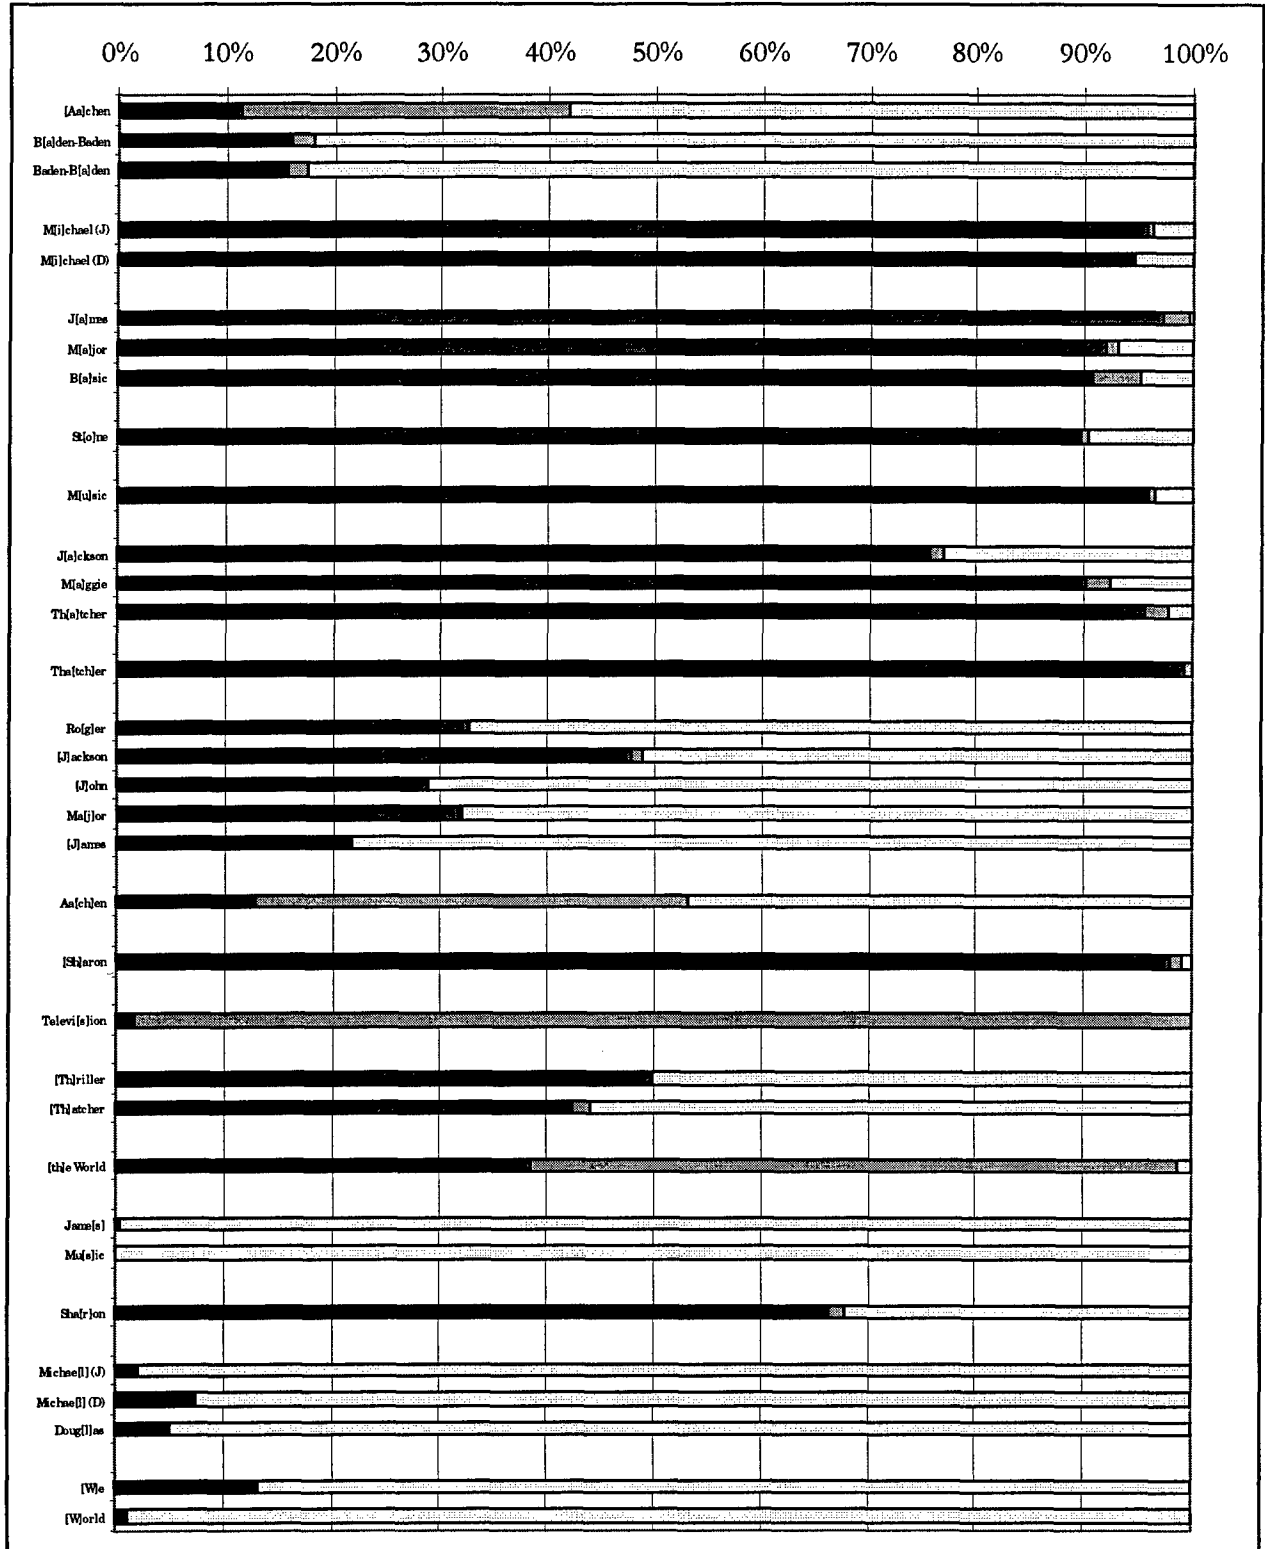 0% 10% 20% 30% 40% 50% 60% 70% 80% 90% 100%
[Aa]chen
B[a]den-Baden
Baden-B[a]den
M[i]chael (J)
M[i]chael (D)
J[a]mes
M[a]jor
B[a]sic
St[o]ne
M[u]sic
J[a]ckson
M[a]ggie
Th[a]tcher
Tha[tch]er
Ro[g]er
[J]ackson
[J]ohn
Ma[j]or
[J]ames
Aa[ch]en
[Sh]aron
Televi[s]ion
[Th]riller
[Th]atcher
[th]e World
Jame[s]
Mu[s]ic
Sha[r]on
Michae[l] (J)
Michae[l] (D)
Doug[l]as
[W]e
[W]orld